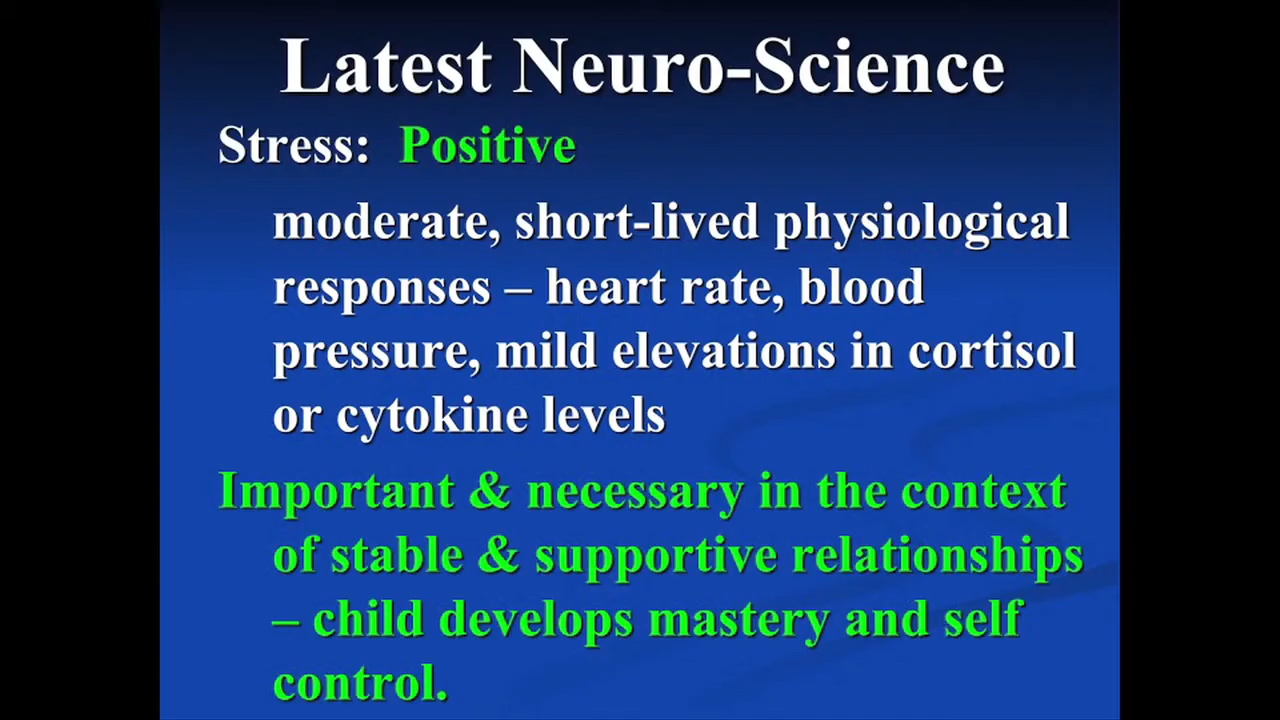 Latest Neuro-Science
Stress: Positive
moderate, short-lived physiological
responses – heart rate, blood
pressure, mild elevations in cortisol
or cytokine levels
Important & necessary in the context
of stable & supportive relationships
– child develops mastery and self
control.